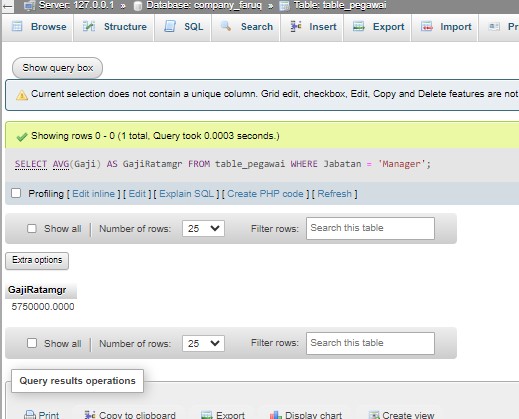 Server: 127.0.0.1 » Database: company_faruq » Table: table_pegawai
Browse Structure SQL Search Insert Export Import Pr
Show query box
Current selection does not contain a unique column. Grid edit, checkbox, Edit, Copy and Delete features are not
Showing rows 0 - 0 (1 total, Query took 0.0003 seconds.)
SELECT AVG(Gaji) AS GajiRatamgr FROM table_pegawai WHERE Jabatan = 'Manager';
Profiling [ Edit inline ] [ Edit ] [ Explain SQL ] [ Create PHP code ] [ Refresh ]
Show all Number of rows: 25 Filter rows: Search this table
Extra options
GajiRatamgr
5750000.0000
Show all Number of rows: 25 Filter rows: Search this table
Query results operations
Print Copy to clipboard Export Display chart Create view